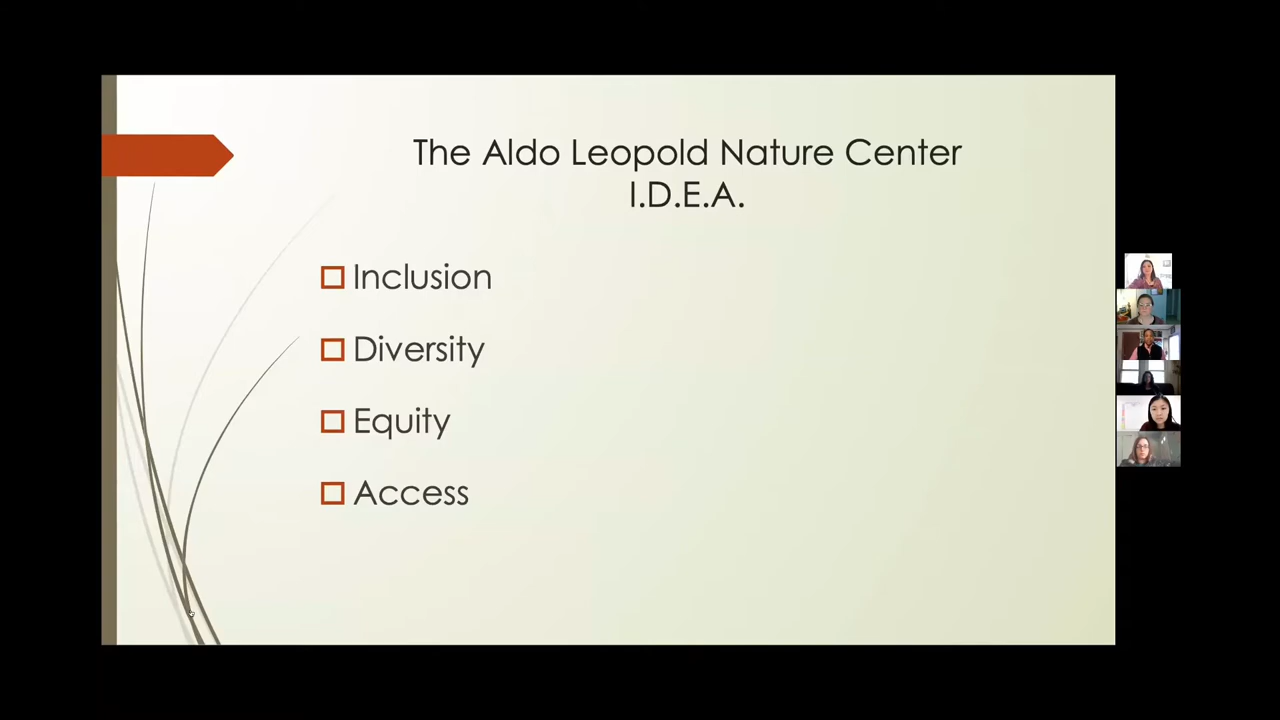 The Aldo Leopold Nature Center
I.D.E.A.
Inclusion
Diversity
Equity
Access